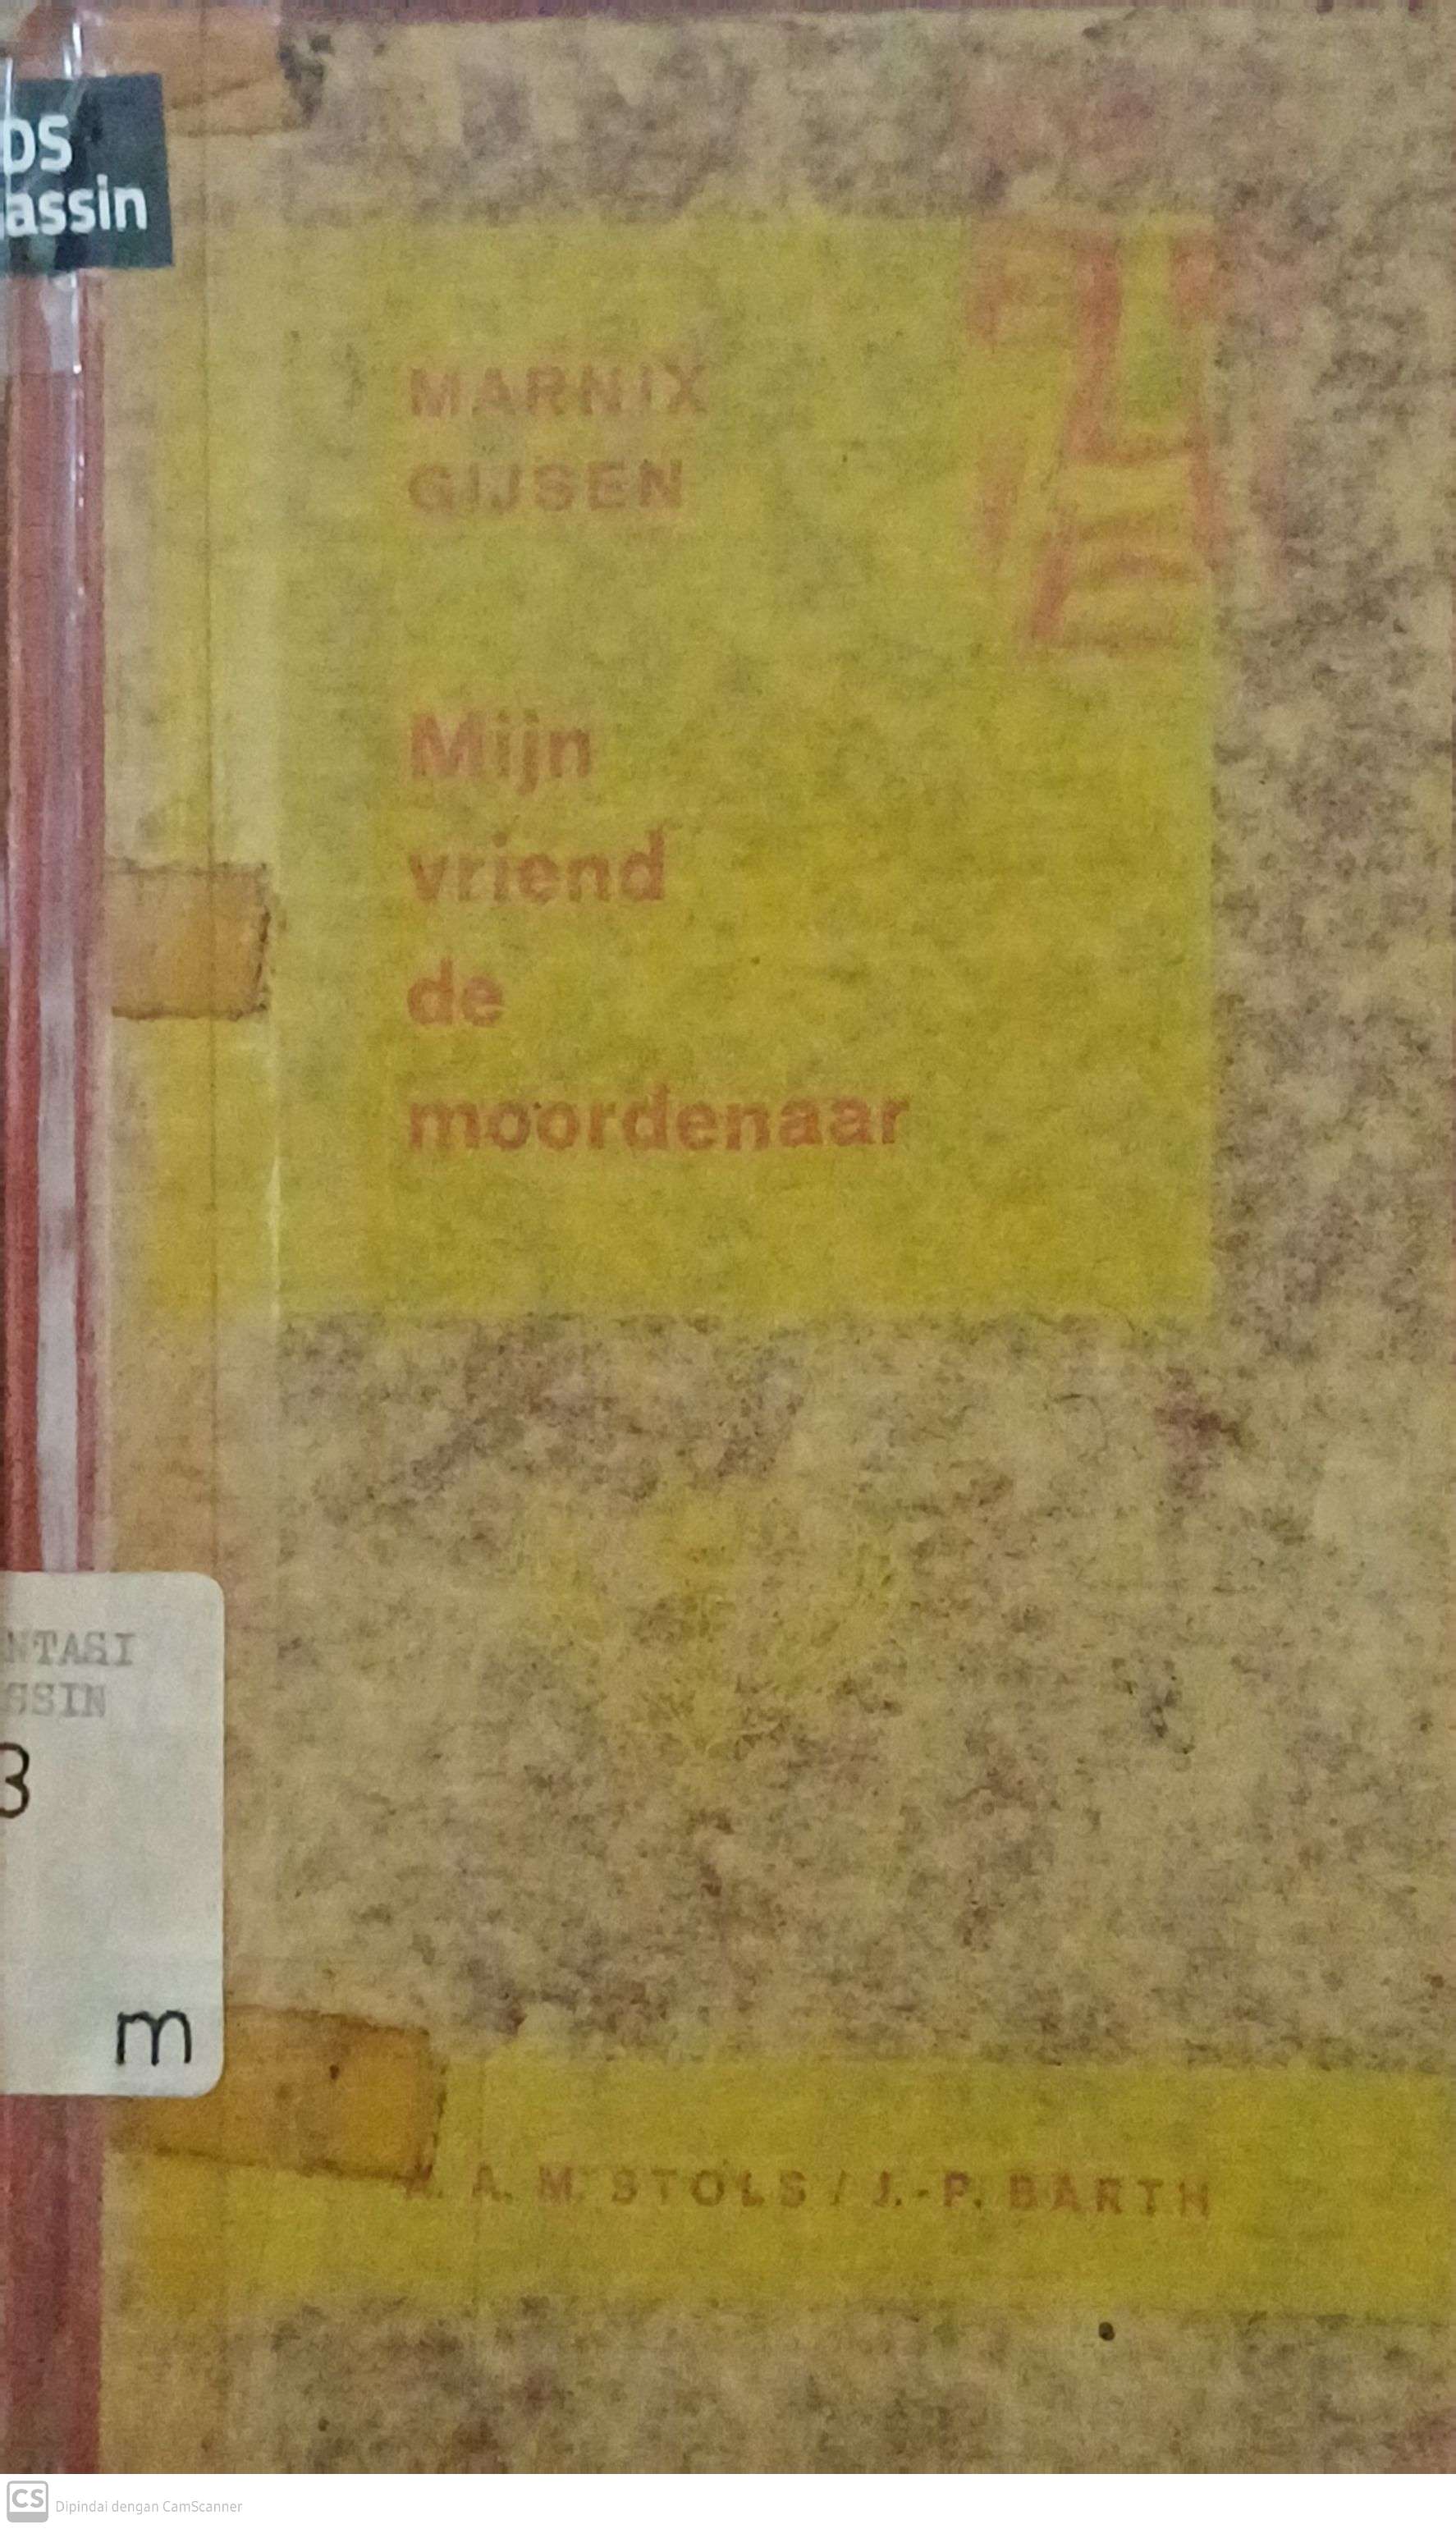 DS
assin
MARNIX
GIJSEN
Mijn
vriend
de
moordenaar
NTASI
SSIN
3
m
A. A. M. STOLS / J.-P. BARTH
CS Dipindai dengan CamScanner